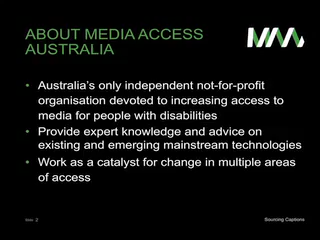 ABOUT MEDIA ACCESS
AUSTRALIA
• Australia's only independent not-for-profit
organisation devoted to increasing access to
media for people with disabilities
• Provide expert knowledge and advice on
existing and emerging mainstream technologies
• Work as a catalyst for change in multiple areas
of access
Slide 2
Sourcing Captions